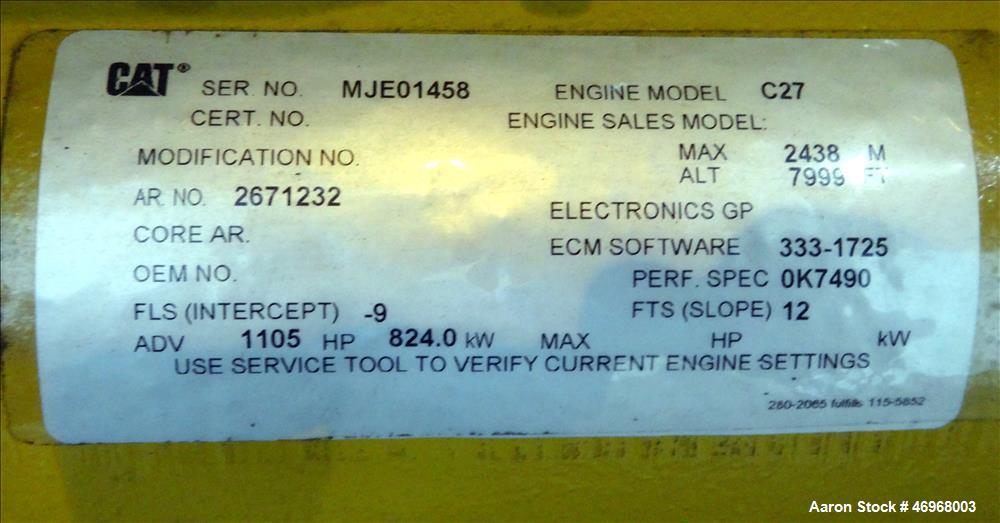 CAT® SER. NO. MJE01458 ENGINE MODEL C27
CERT. NO. ENGINE SALES MODEL:
MODIFICATION NO. MAX 2438 M
ALT 7999 FT
AR. NO. 2671232
ELECTRONICS GP
CORE AR.
ECM SOFTWARE 333-1725
OEM NO. PERF. SPEC 0K7490
FLS (INTERCEPT) -9 FTS (SLOPE) 12
ADV 1105 HP 824.0 kW MAX HP kW
USE SERVICE TOOL TO VERIFY CURRENT ENGINE SETTINGS
280-2065 fulfills 115-5852
Aaron Stock # 46968003